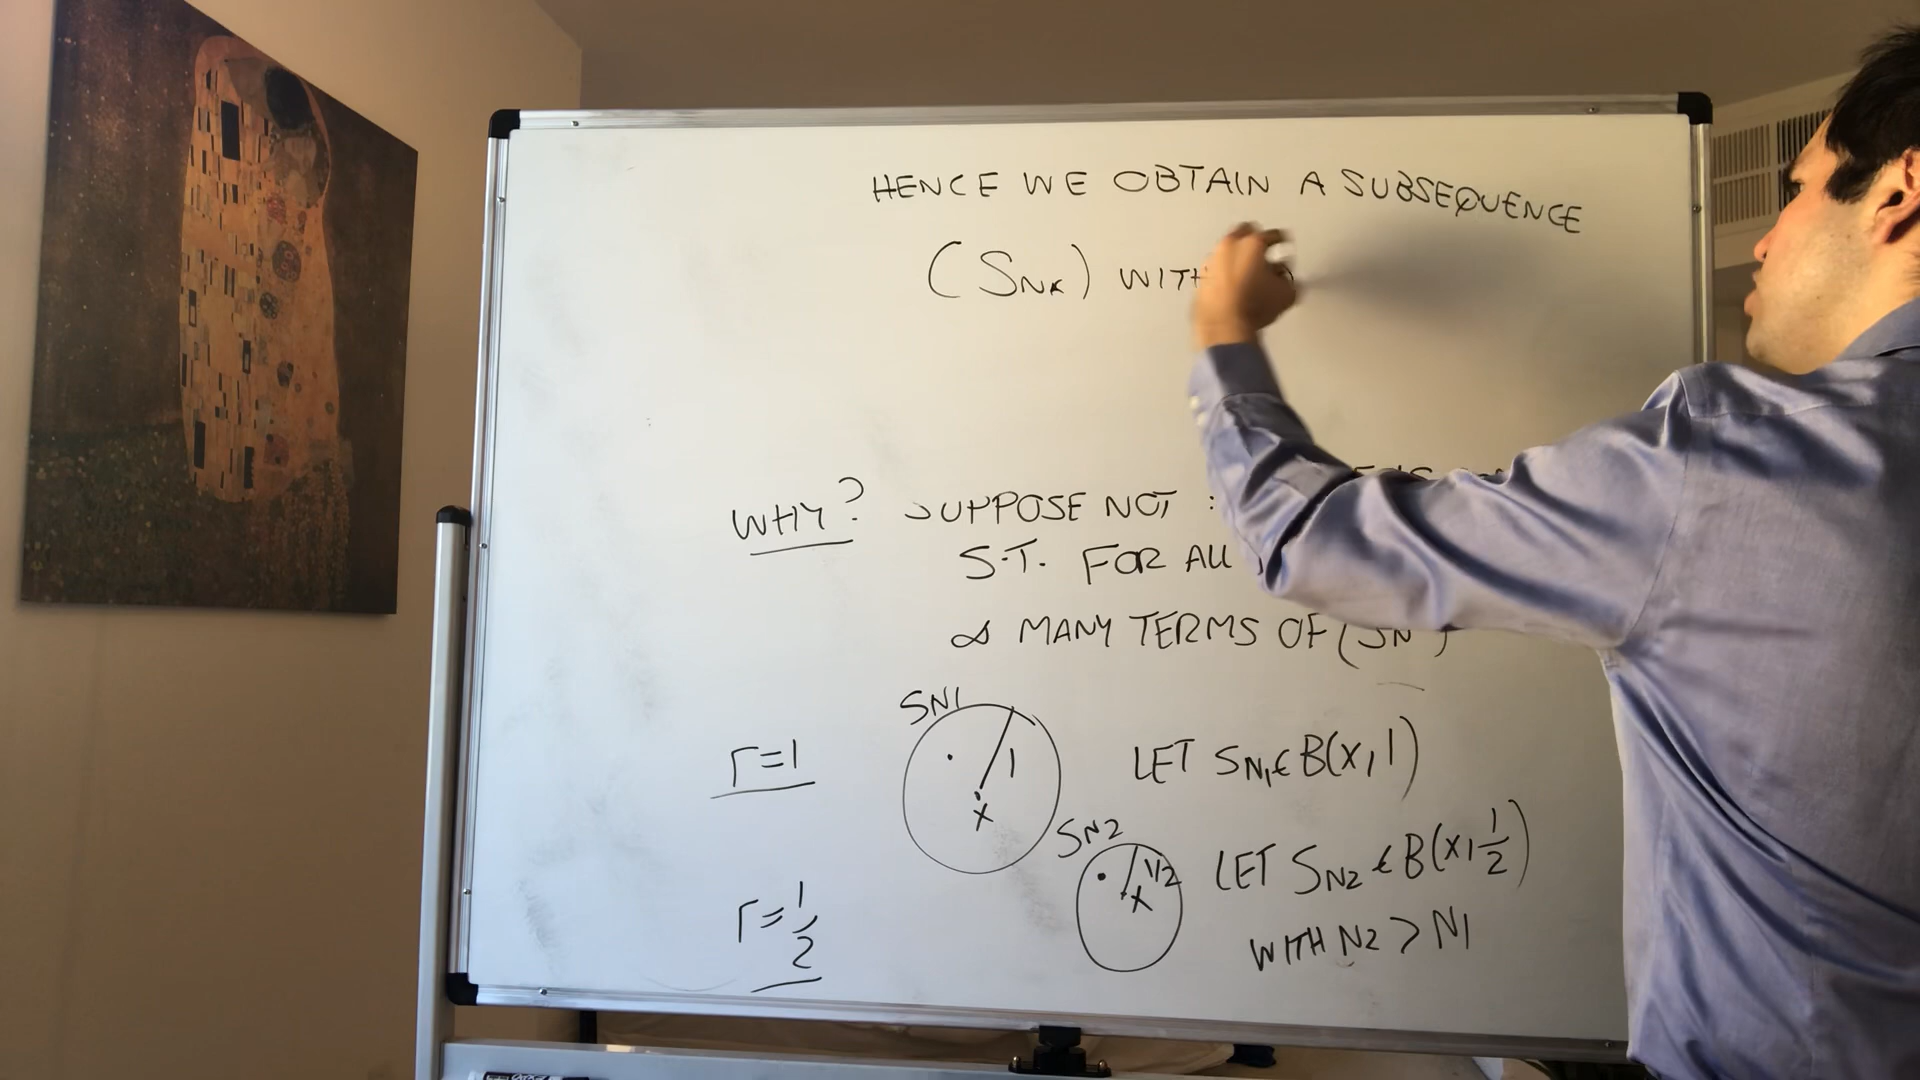 HENCE WE OBTAIN A SUBSEQUENCE
(SNK) WITH
WHY? SUPPOSE NOT :
S.T. FOR ALL
∞ MANY TERMS OF (SN)
SN1
r=1
1
x
LET SN1 ∈ B(x,1)
SN2
1/2
x
LET SN2 ∈ B(x,1/2)
r=1/2
WITH N2 > N1